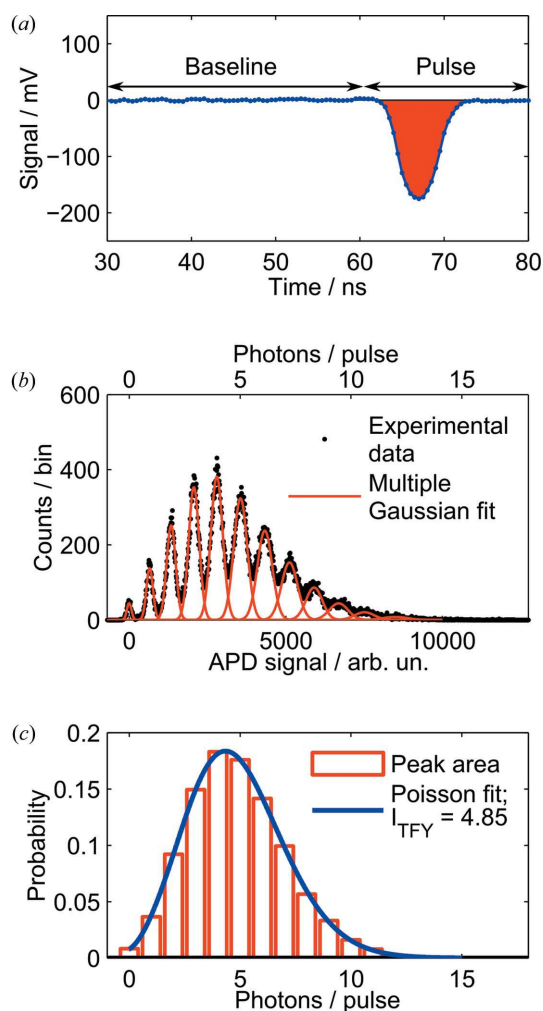 (a)
100
0
−100
−200
Signal / mV
Baseline
Pulse
30 40 50 60 70 80
Time / ns
Photons / pulse
0 5 10 15
(b)
600
400
200
0
Counts / bin
Experimental
data
Multiple
Gaussian fit
0 5000 10000
APD signal / arb. un.
(c)
0.2
0.15
0.1
0.05
0
Probability
Peak area
Poisson fit;
I_TFY = 4.85
0 5 10 15
Photons / pulse